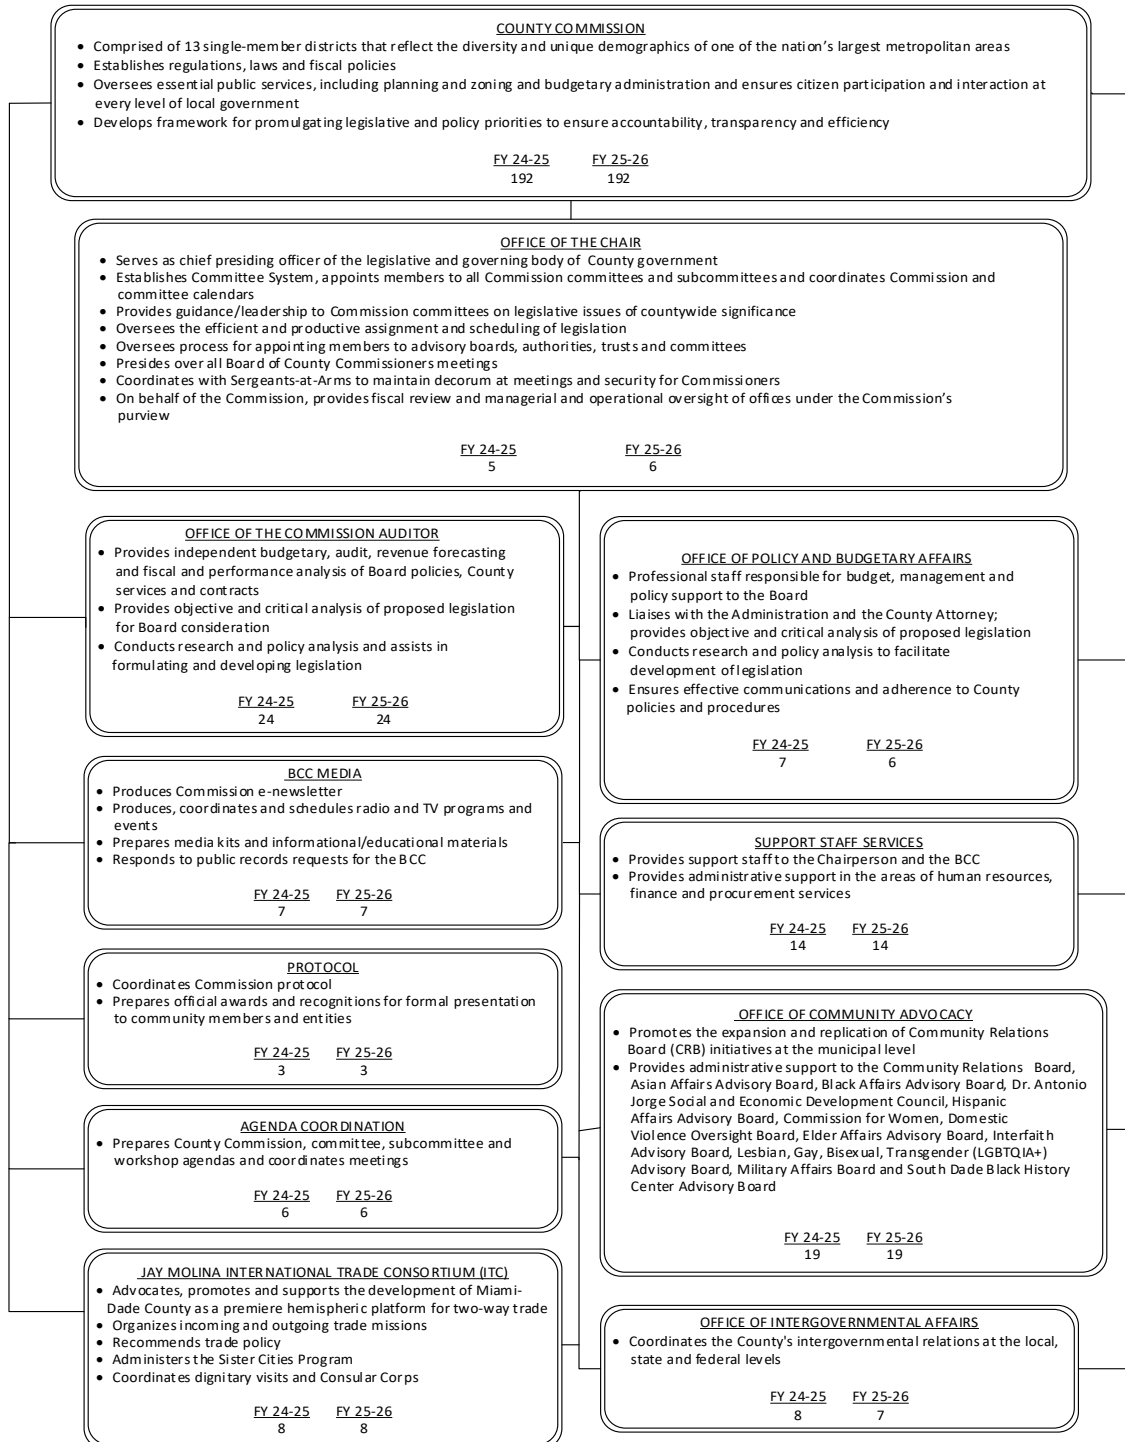 COUNTY COMMISSION
• Comprised of 13 single-member districts that reflect the diversity and unique demographics of one of the nation's largest metropolitan areas
• Establishes regulations, laws and fiscal policies
• Oversees essential public services, including planning and zoning and budgetary administration and ensures citizen participation and interaction at
every level of local government
• Develops framework for promulgating legislative and policy priorities to ensure accountability, transparency and efficiency
FY 24-25 FY 25-26
192 192
OFFICE OF THE CHAIR
• Serves as chief presiding officer of the legislative and governing body of County government
• Establishes Committee System, appoints members to all Commission committees and subcommittees and coordinates Commission and
committee calendars
• Provides guidance/leadership to Commission committees on legislative issues of countywide significance
• Oversees the efficient and productive assignment and scheduling of legislation
• Oversees process for appointing members to advisory boards, authorities, trusts and committees
• Presides over all Board of County Commissioners meetings
• Coordinates with Sergeants-at-Arms to maintain decorum at meetings and security for Commissioners
• On behalf of the Commission, provides fiscal review and managerial and operational oversight of offices under the Commission's
purview
FY 24-25 FY 25-26
5 6
OFFICE OF THE COMMISSION AUDITOR
• Provides independent budgetary, audit, revenue forecasting
and fiscal and performance analysis of Board policies, County
services and contracts
• Provides objective and critical analysis of proposed legislation
for Board consideration
• Conducts research and policy analysis and assists in
formulating and developing legislation
FY 24-25 FY 25-26
24 24
OFFICE OF POLICY AND BUDGETARY AFFAIRS
• Professional staff responsible for budget, management and
policy support to the Board
• Liaises with the Administration and the County Attorney;
provides objective and critical analysis of proposed legislation
• Conducts research and policy analysis to facilitate
development of legislation
• Ensures effective communications and adherence to County
policies and procedures
FY 24-25 FY 25-26
7 6
BCC MEDIA
• Produces Commission e-newsletter
• Produces, coordinates and schedules radio and TV programs and
events
• Prepares media kits and informational/educational materials
• Responds to public records requests for the BCC
FY 24-25 FY 25-26
7 7
SUPPORT STAFF SERVICES
• Provides support staff to the Chairperson and the BCC
• Provides administrative support in the areas of human resources,
finance and procurement services
FY 24-25 FY 25-26
14 14
PROTOCOL
• Coordinates Commission protocol
• Prepares official awards and recognitions for formal presentation
to community members and entities
FY 24-25 FY 25-26
3 3
OFFICE OF COMMUNITY ADVOCACY
• Promotes the expansion and replication of Community Relations
Board (CRB) initiatives at the municipal level
• Provides administrative support to the Community Relations Board,
Asian Affairs Advisory Board, Black Affairs Advisory Board, Dr. Antonio
Jorge Social and Economic Development Council, Hispanic
Affairs Advisory Board, Commission for Women, Domestic
Violence Oversight Board, Elder Affairs Advisory Board, Interfaith
Advisory Board, Lesbian, Gay, Bisexual, Transgender (LGBTQIA+)
Advisory Board, Military Affairs Board and South Dade Black History
Center Advisory Board
FY 24-25 FY 25-26
19 19
AGENDA COORDINATION
• Prepares County Commission, committee, subcommittee and
workshop agendas and coordinates meetings
FY 24-25 FY 25-26
6 6
JAY MOLINA INTERNATIONAL TRADE CONSORTIUM (ITC)
• Advocates, promotes and supports the development of Miami-
Dade County as a premiere hemispheric platform for two-way trade
• Organizes incoming and outgoing trade missions
• Recommends trade policy
• Administers the Sister Cities Program
• Coordinates dignitary visits and Consular Corps
FY 24-25 FY 25-26
8 8
OFFICE OF INTERGOVERNMENTAL AFFAIRS
• Coordinates the County's intergovernmental relations at the local,
state and federal levels
FY 24-25 FY 25-26
8 7